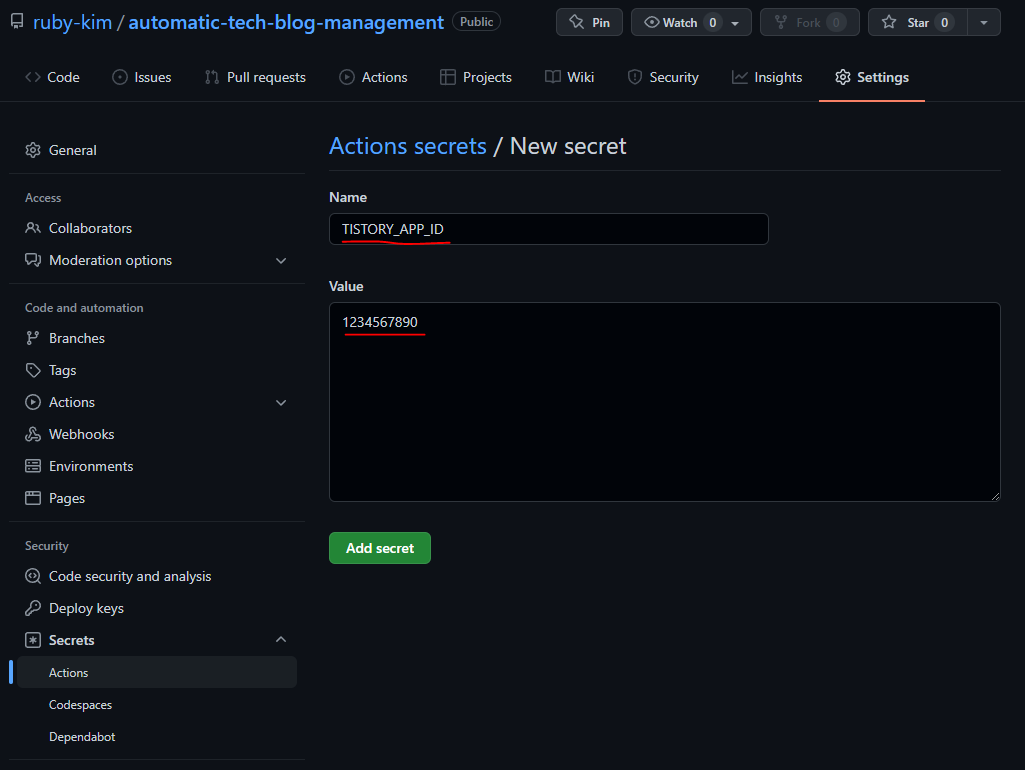 ruby-kim / automatic-tech-blog-management Public Pin Watch 0 Fork 0 Star 0
Code Issues Pull requests Actions Projects Wiki Security Insights Settings
General
Access
Collaborators
Moderation options
Code and automation
Branches
Tags
Actions
Webhooks
Environments
Pages
Security
Code security and analysis
Deploy keys
Secrets
Actions
Codespaces
Dependabot
Actions secrets / New secret
Name
TISTORY_APP_ID
Value
1234567890
Add secret